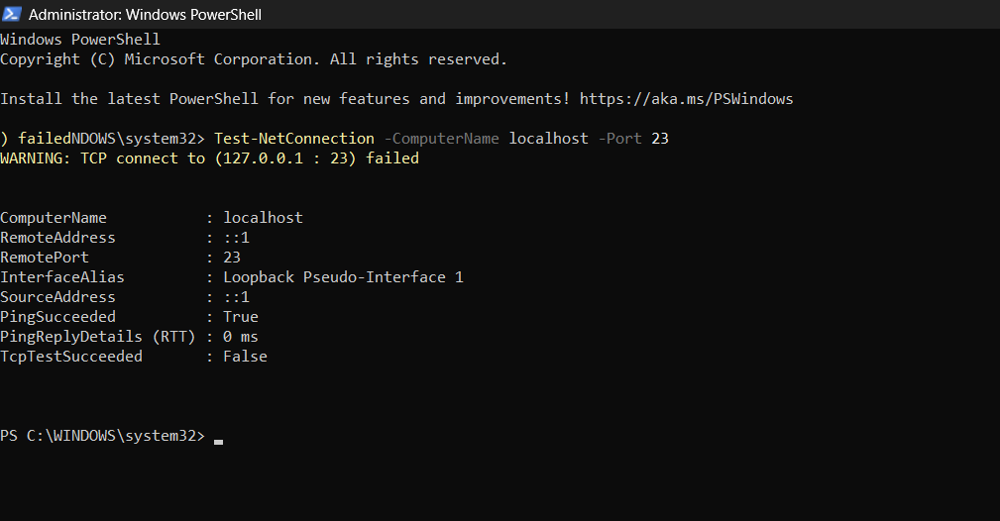 Administrator: Windows PowerShell
Windows PowerShell
Copyright (C) Microsoft Corporation. All rights reserved.
Install the latest PowerShell for new features and improvements! https://aka.ms/PSWindows
) failedNDOWS\system32> Test-NetConnection -ComputerName localhost -Port 23
WARNING: TCP connect to (127.0.0.1 : 23) failed
ComputerName           : localhost
RemoteAddress          : ::1
RemotePort             : 23
InterfaceAlias         : Loopback Pseudo-Interface 1
SourceAddress          : ::1
PingSucceeded          : True
PingReplyDetails (RTT) : 0 ms
TcpTestSucceeded       : False
PS C:\WINDOWS\system32>